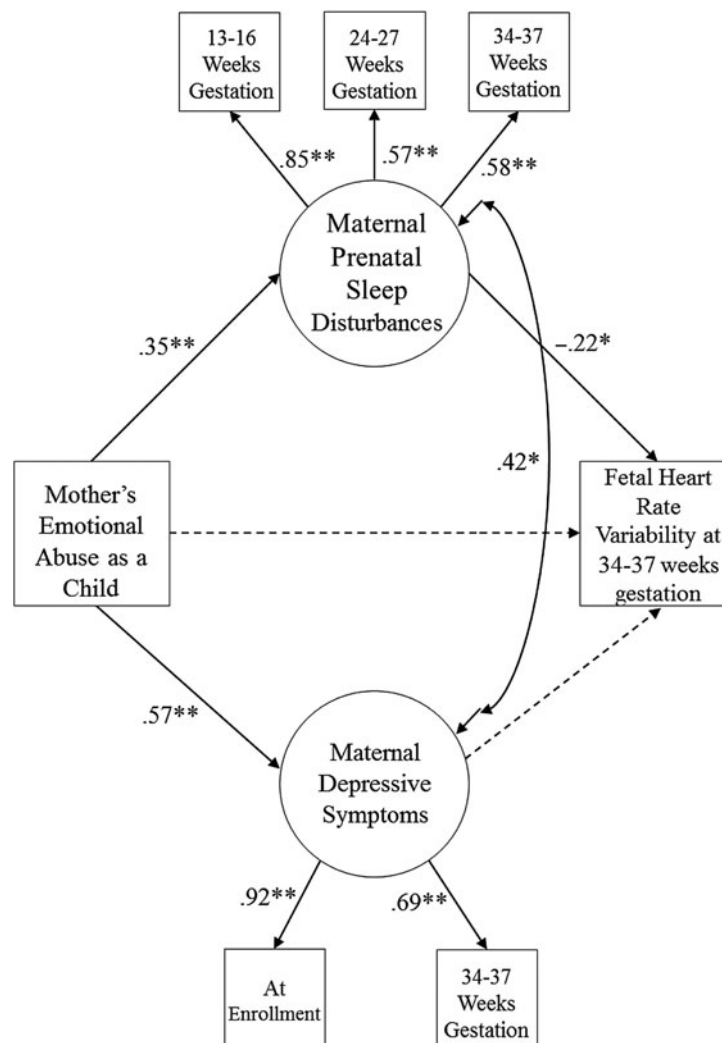 13-16
Weeks
Gestation
24-27
Weeks
Gestation
34-37
Weeks
Gestation
.85**
.57**
.58**
Maternal
Prenatal
Sleep
Disturbances
.35**
–.22*
.42*
Mother's
Emotional
Abuse as a
Child
Fetal Heart
Rate
Variability at
34-37 weeks
gestation
.57**
Maternal
Depressive
Symptoms
.92**
.69**
At
Enrollment
34-37
Weeks
Gestation